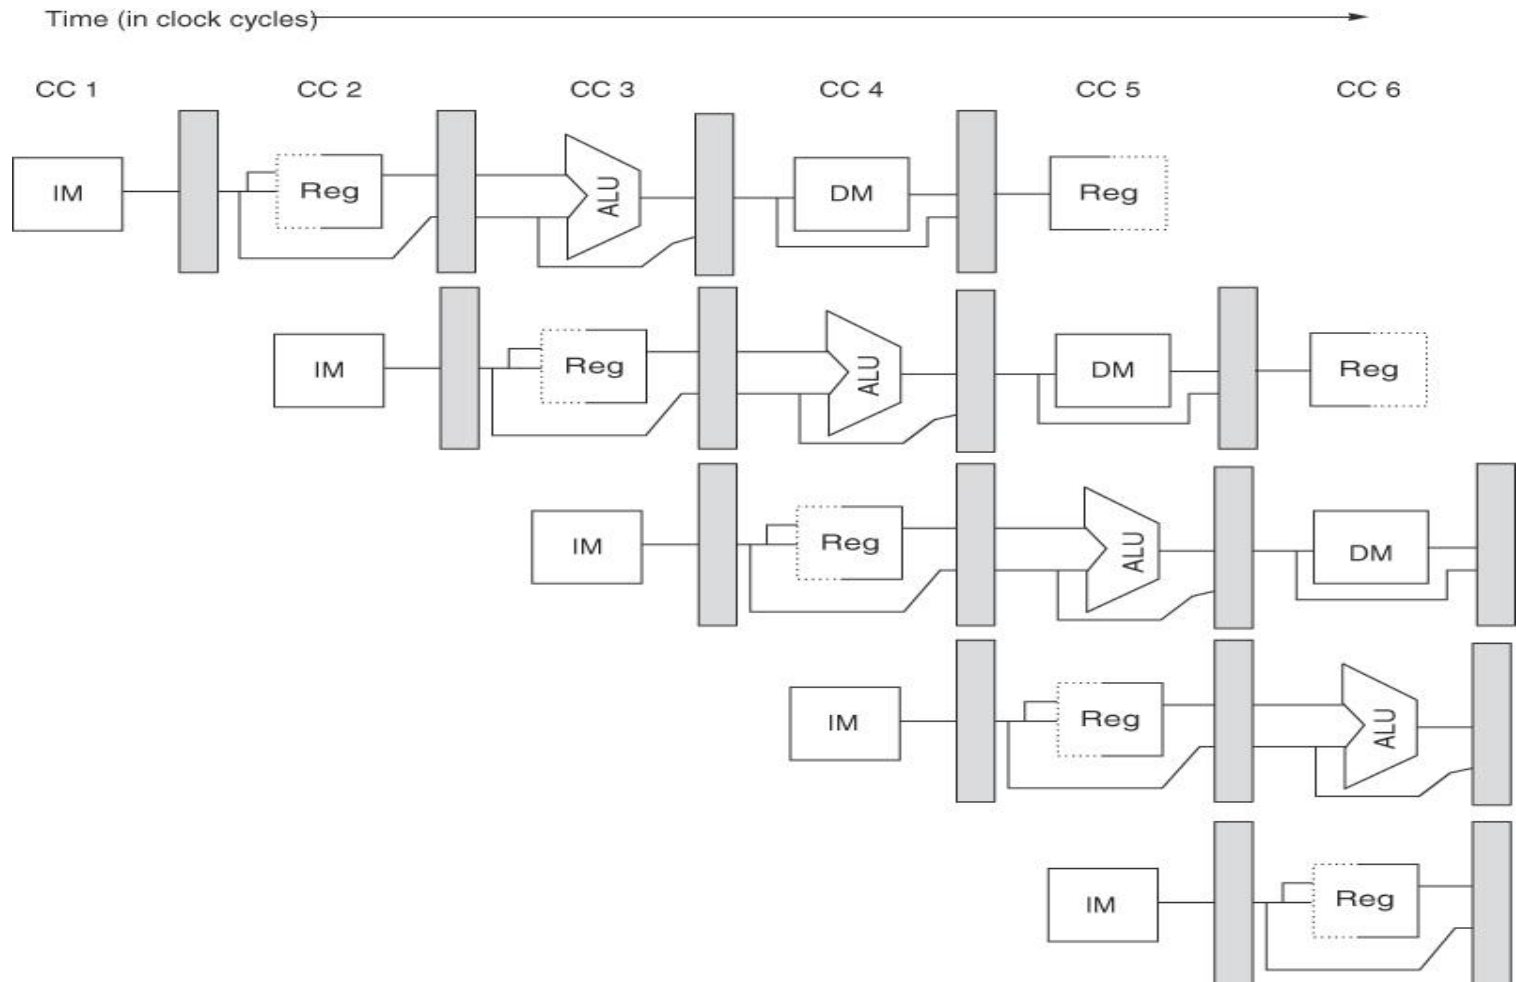 Time (in clock cycles)
CC 1 CC 2 CC 3 CC 4 CC 5 CC 6
IM Reg ALU DM Reg
IM Reg ALU DM Reg
IM Reg ALU DM
IM Reg ALU
IM Reg